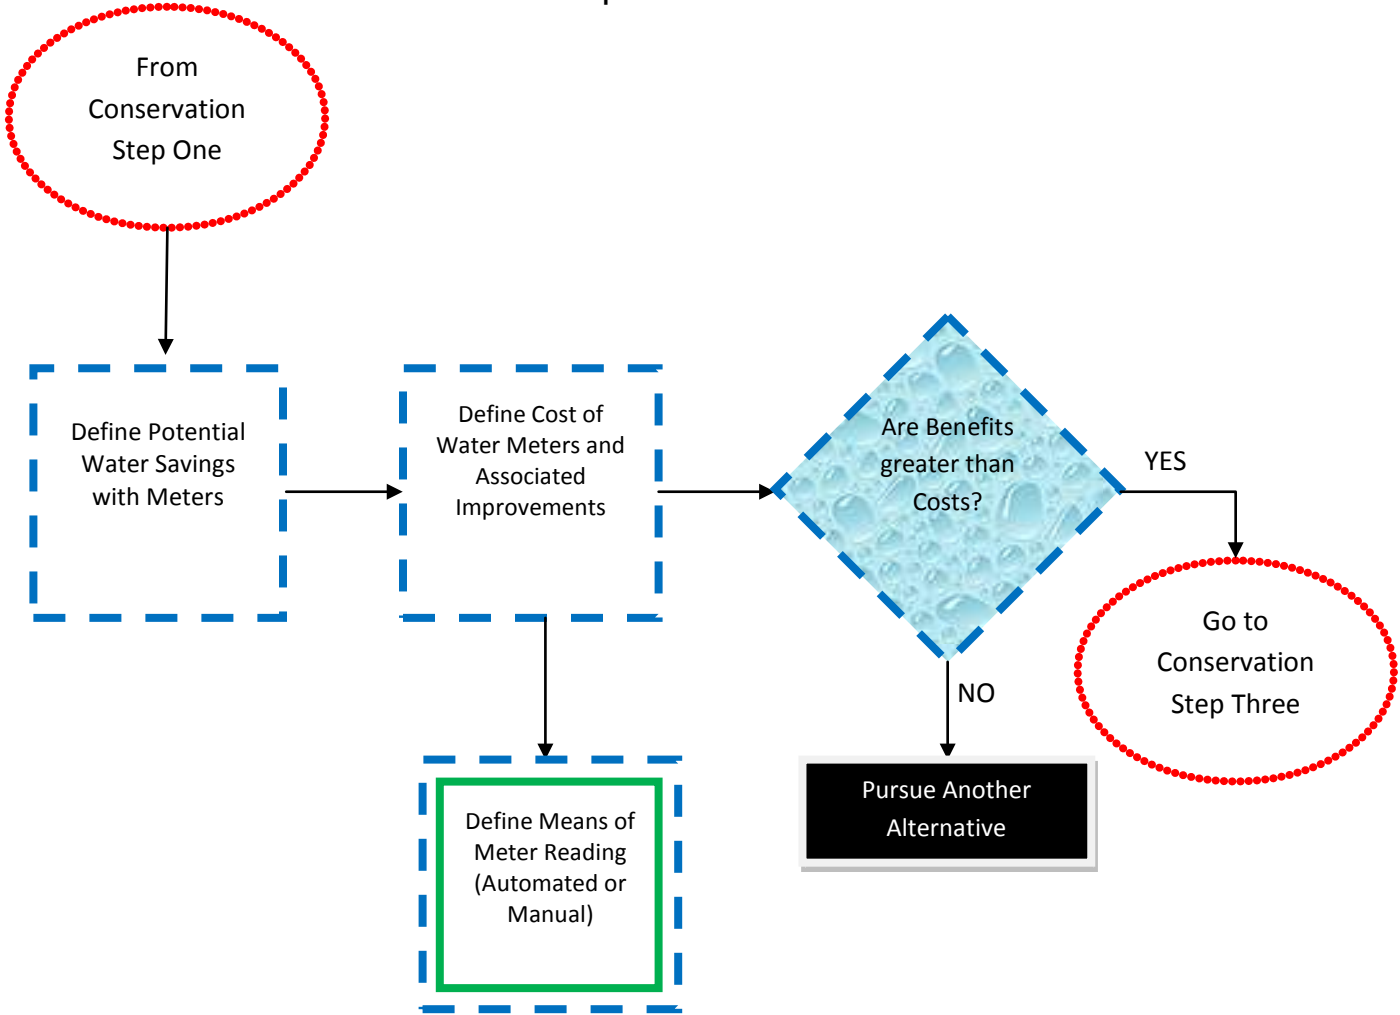 From
Conservation
Step One
Define Potential
Water Savings
with Meters
Define Cost of
Water Meters and
Associated
Improvements
Are Benefits
greater than
Costs?
YES
Go to
Conservation
Step Three
NO
Pursue Another
Alternative
Define Means of
Meter Reading
(Automated or
Manual)